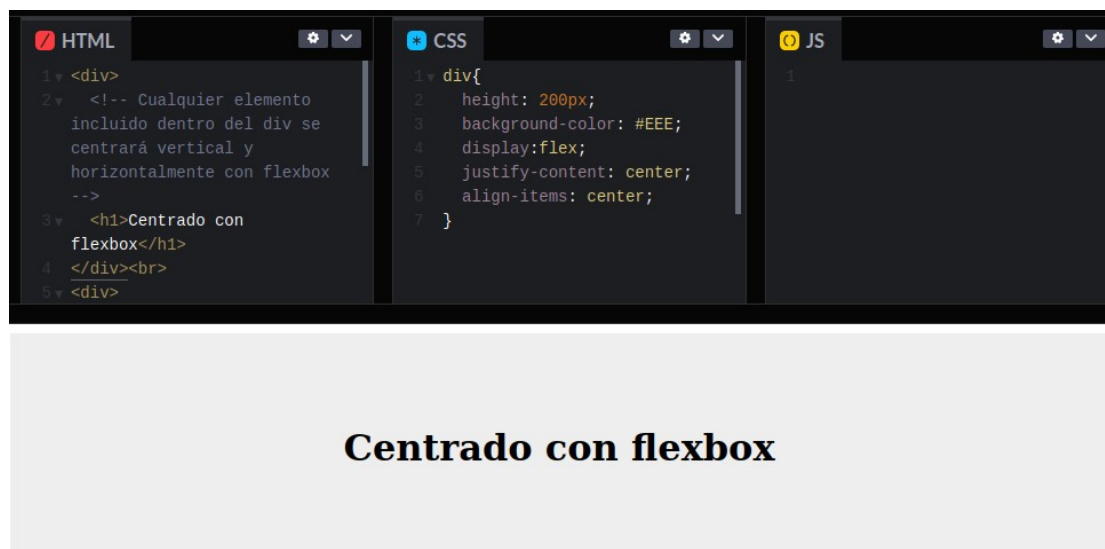 HTML
1 <div>
2 <!-- Cualquier elemento
incluido dentro del div se
centrará vertical y
horizontalmente con flexbox
-->
3 <h1>Centrado con
flexbox</h1>
4 </div><br>
5 <div>
CSS
1 div{
2 height: 200px;
3 background-color: #EEE;
4 display:flex;
5 justify-content: center;
6 align-items: center;
7 }
JS
1
Centrado con flexbox